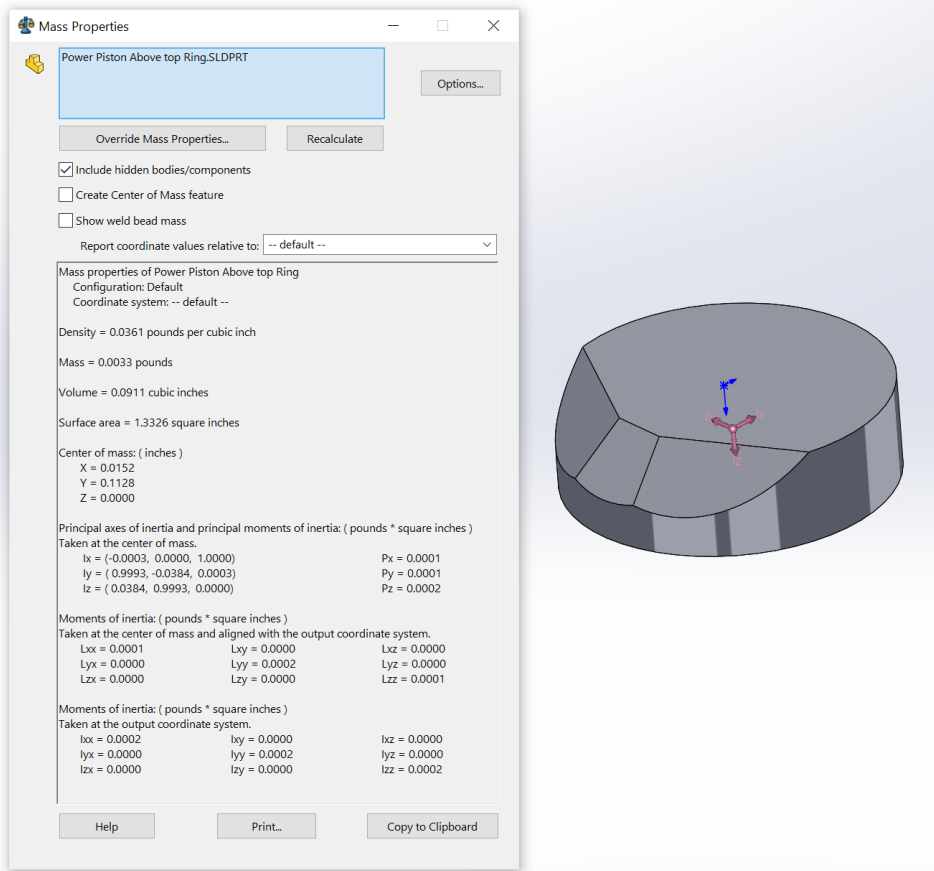 Mass Properties
Power Piston Above top Ring.SLDPRT
Options...
Override Mass Properties...
Recalculate
Include hidden bodies/components
Create Center of Mass feature
Show weld bead mass
Report coordinate values relative to: -- default --
Mass properties of Power Piston Above top Ring
Configuration: Default
Coordinate system: -- default --
Density = 0.0361 pounds per cubic inch
Mass = 0.0033 pounds
Volume = 0.0911 cubic inches
Surface area = 1.3326 square inches
Center of mass: ( inches )
X = 0.0152
Y = 0.1128
Z = 0.0000
Principal axes of inertia and principal moments of inertia: ( pounds * square inches )
Taken at the center of mass.
Ix = (-0.0003, 0.0000, 1.0000) Px = 0.0001
Iy = ( 0.9993, -0.0384, 0.0003) Py = 0.0001
Iz = ( 0.0384, 0.9993, 0.0000) Pz = 0.0002
Moments of inertia: ( pounds * square inches )
Taken at the center of mass and aligned with the output coordinate system.
Lxx = 0.0001 Lxy = 0.0000 Lxz = 0.0000
Lyx = 0.0000 Lyy = 0.0002 Lyz = 0.0000
Lzx = 0.0000 Lzy = 0.0000 Lzz = 0.0001
Moments of inertia: ( pounds * square inches )
Taken at the output coordinate system.
Ixx = 0.0002 Ixy = 0.0000 Ixz = 0.0000
Iyx = 0.0000 Iyy = 0.0002 Iyz = 0.0000
Izx = 0.0000 Izy = 0.0000 Izz = 0.0002
Help
Print...
Copy to Clipboard
Iy
Iz